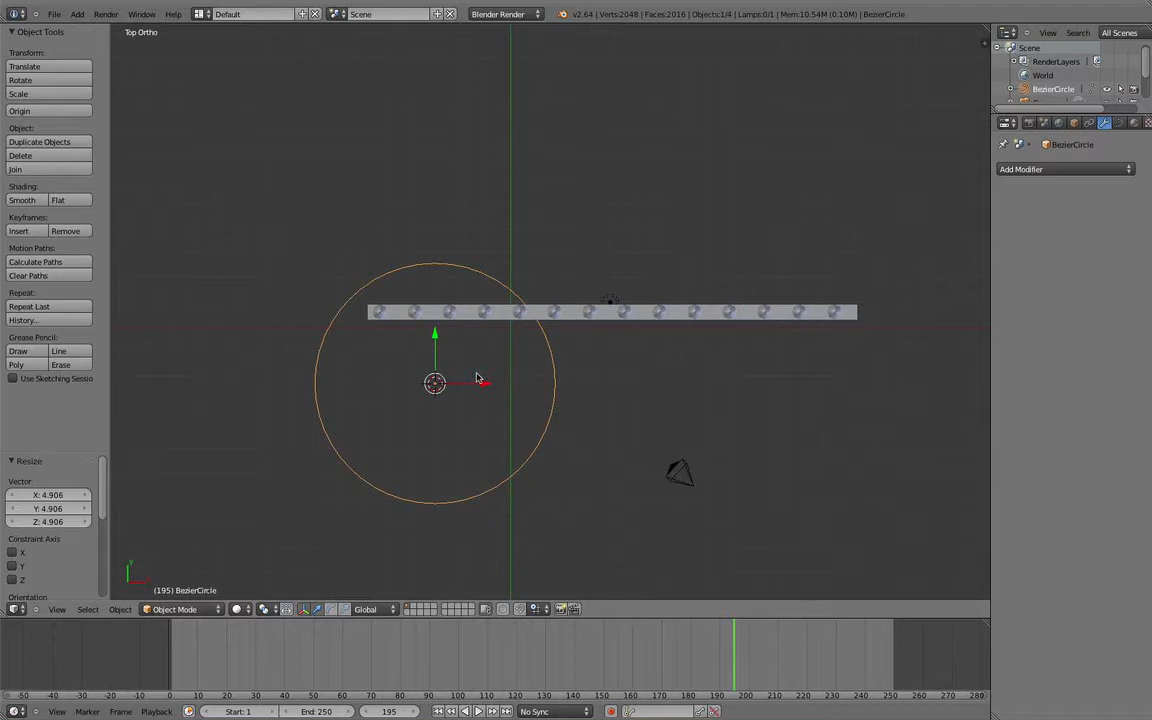 File Add Render Window Help Default Scene Blender Render v2.64 | Verts:2048 | Faces:2016 | Objects:1/4 | Lamps:0/1 | Mem:10.54M (0.10M) | BezierCircle
Object Tools
Transform:
Translate
Rotate
Scale
Origin
Object:
Duplicate Objects
Delete
Join
Shading:
Smooth Flat
Keyframes:
Insert Remove
Motion Paths:
Calculate Paths
Clear Paths
Repeat:
Repeat Last
History...
Grease Pencil:
Draw Line
Poly Erase
Use Sketching Sessio
Resize
Vector
X: 4.906
Y: 4.906
Z: 4.906
Constraint Axis
X
Y
Z
Orientation
Top Ortho
y
(195) BezierCircle
View Search All Scenes
Scene
RenderLayers
World
BezierCircle
BezierCircle
Add Modifier
View Select Object Object Mode Global
-50 -40 -30 -20 -10 0 10 20 30 40 50 60 70 80 90 100 110 120 130 140 150 160 170 180 190 200 210 220 230 240 250 260 270 280
View Marker Frame Playback Start: 1 End: 250 195 No Sync